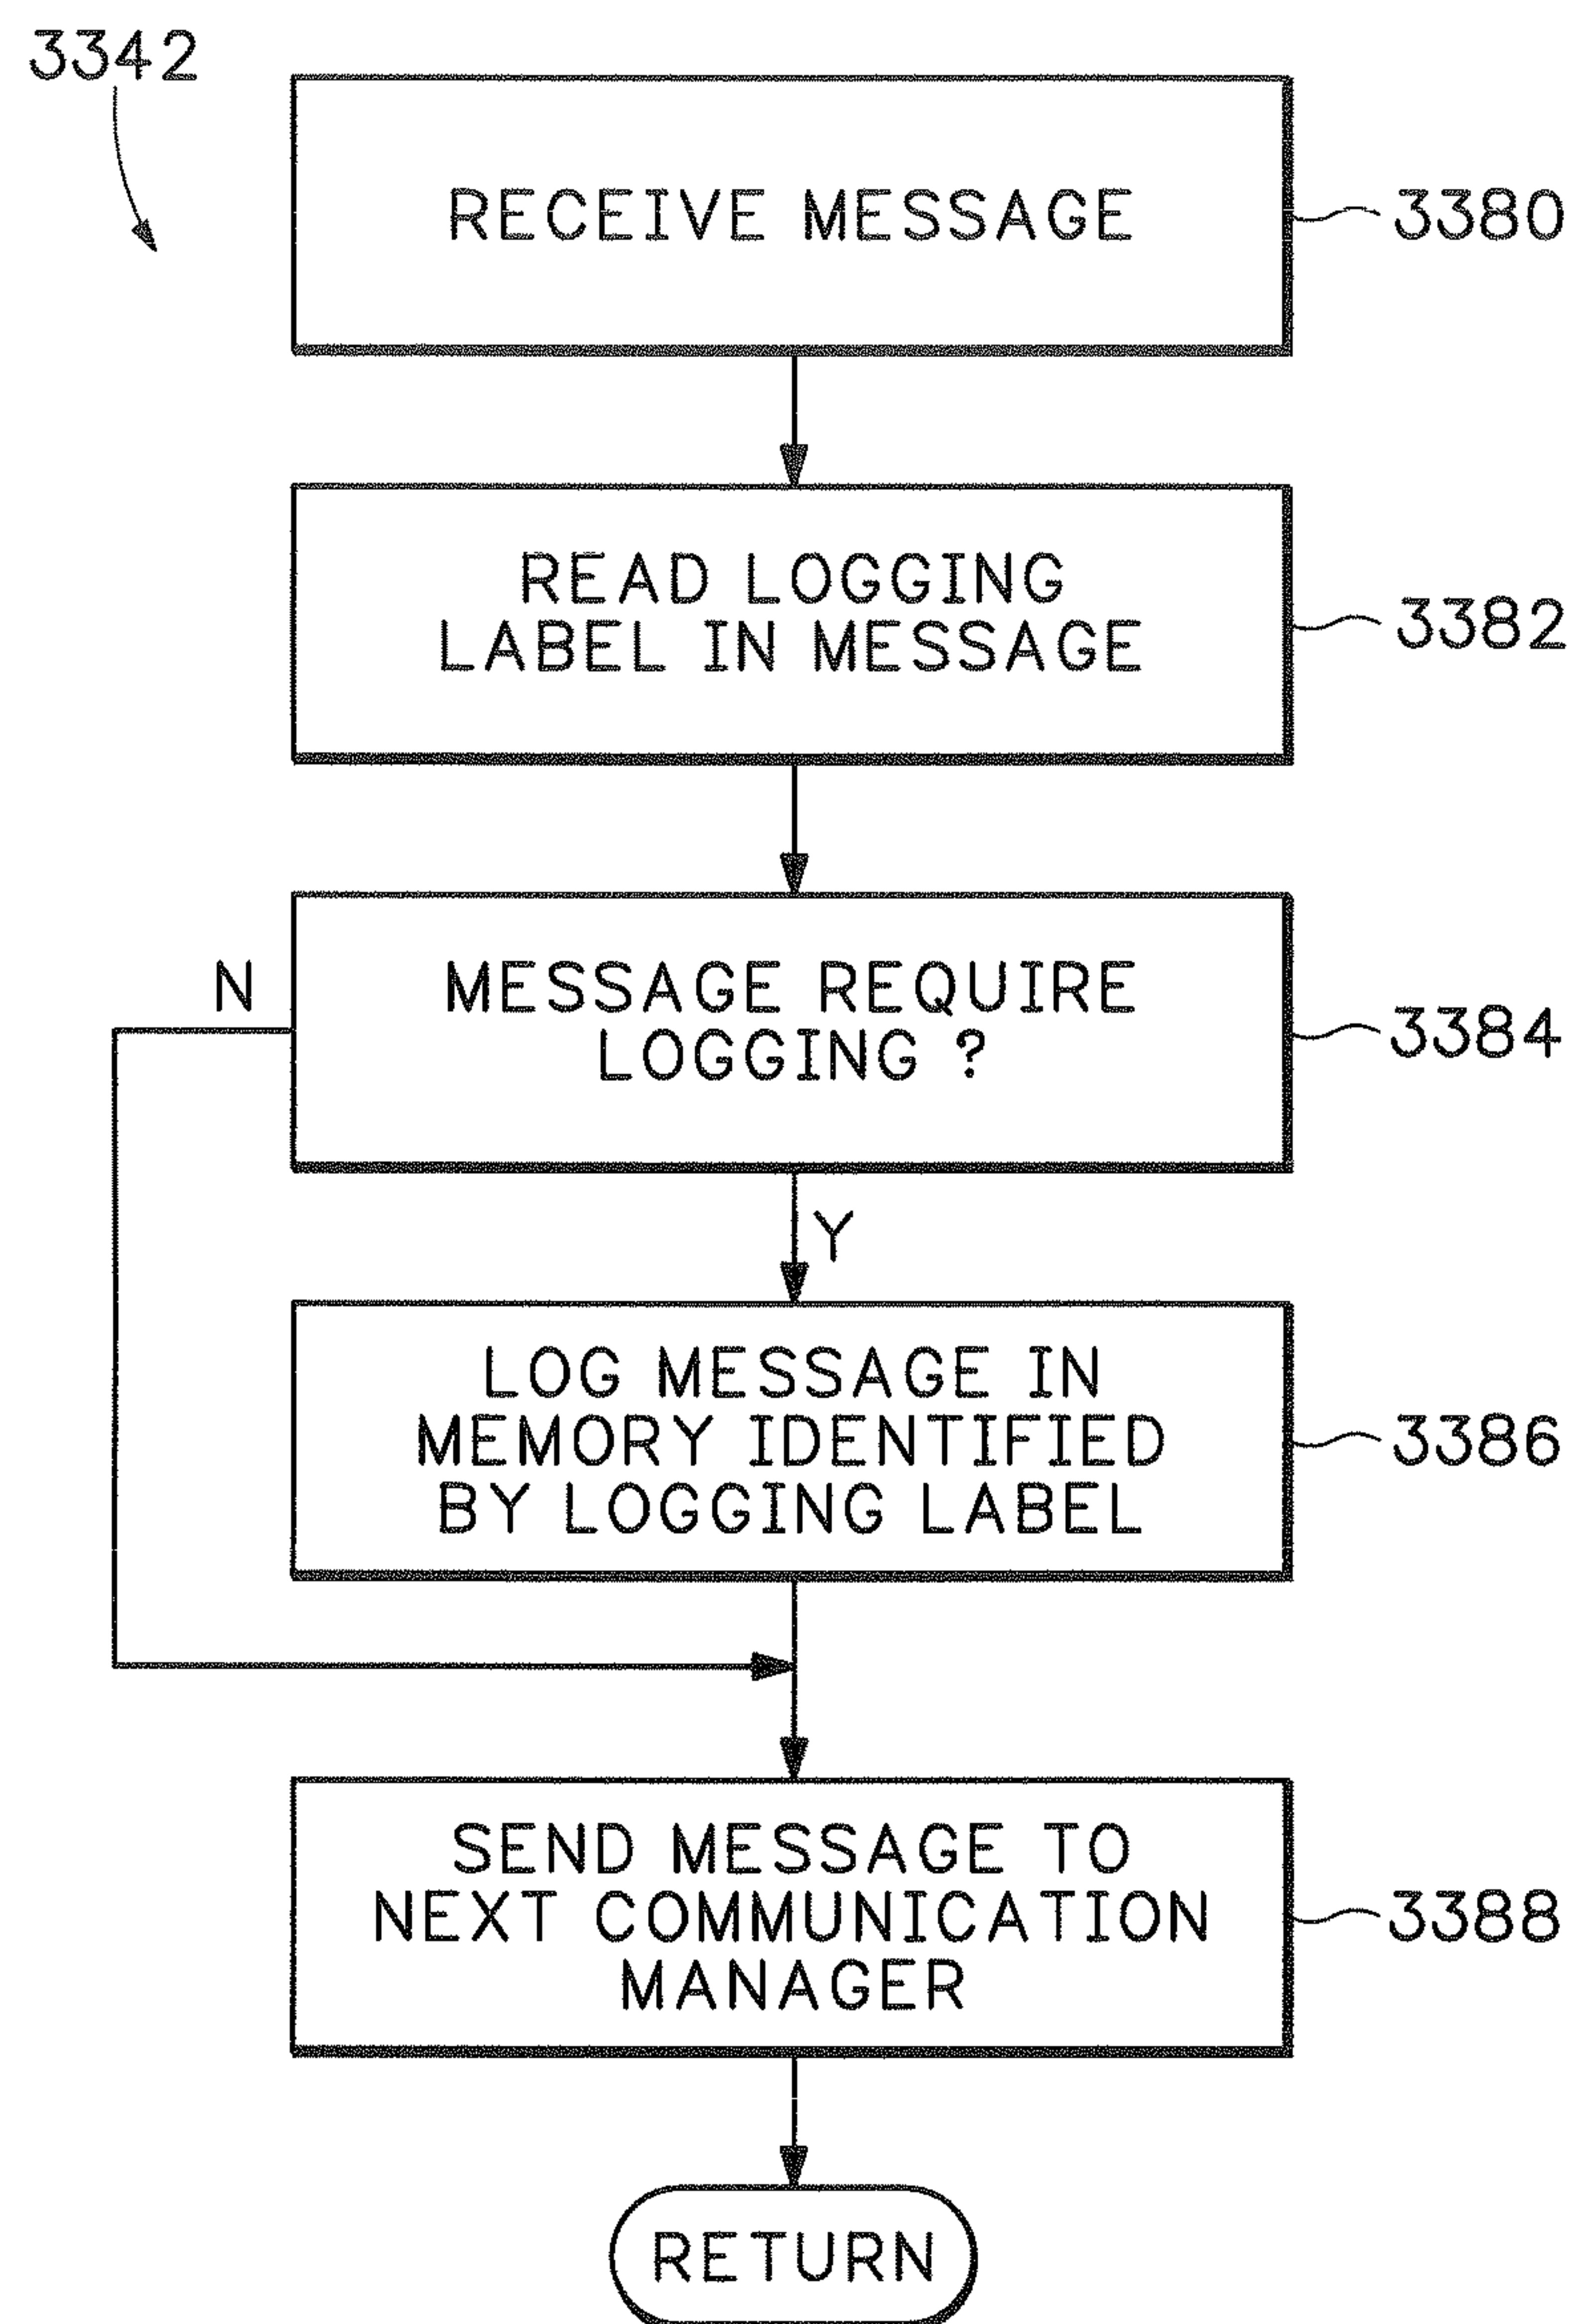 3342
RECEIVE MESSAGE
3380
READ LOGGING
LABEL IN MESSAGE
3382
N
MESSAGE REQUIRE
LOGGING ?
3384
Y
LOG MESSAGE IN
MEMORY IDENTIFIED
BY LOGGING LABEL
3386
SEND MESSAGE TO
NEXT COMMUNICATION
MANAGER
3388
RETURN